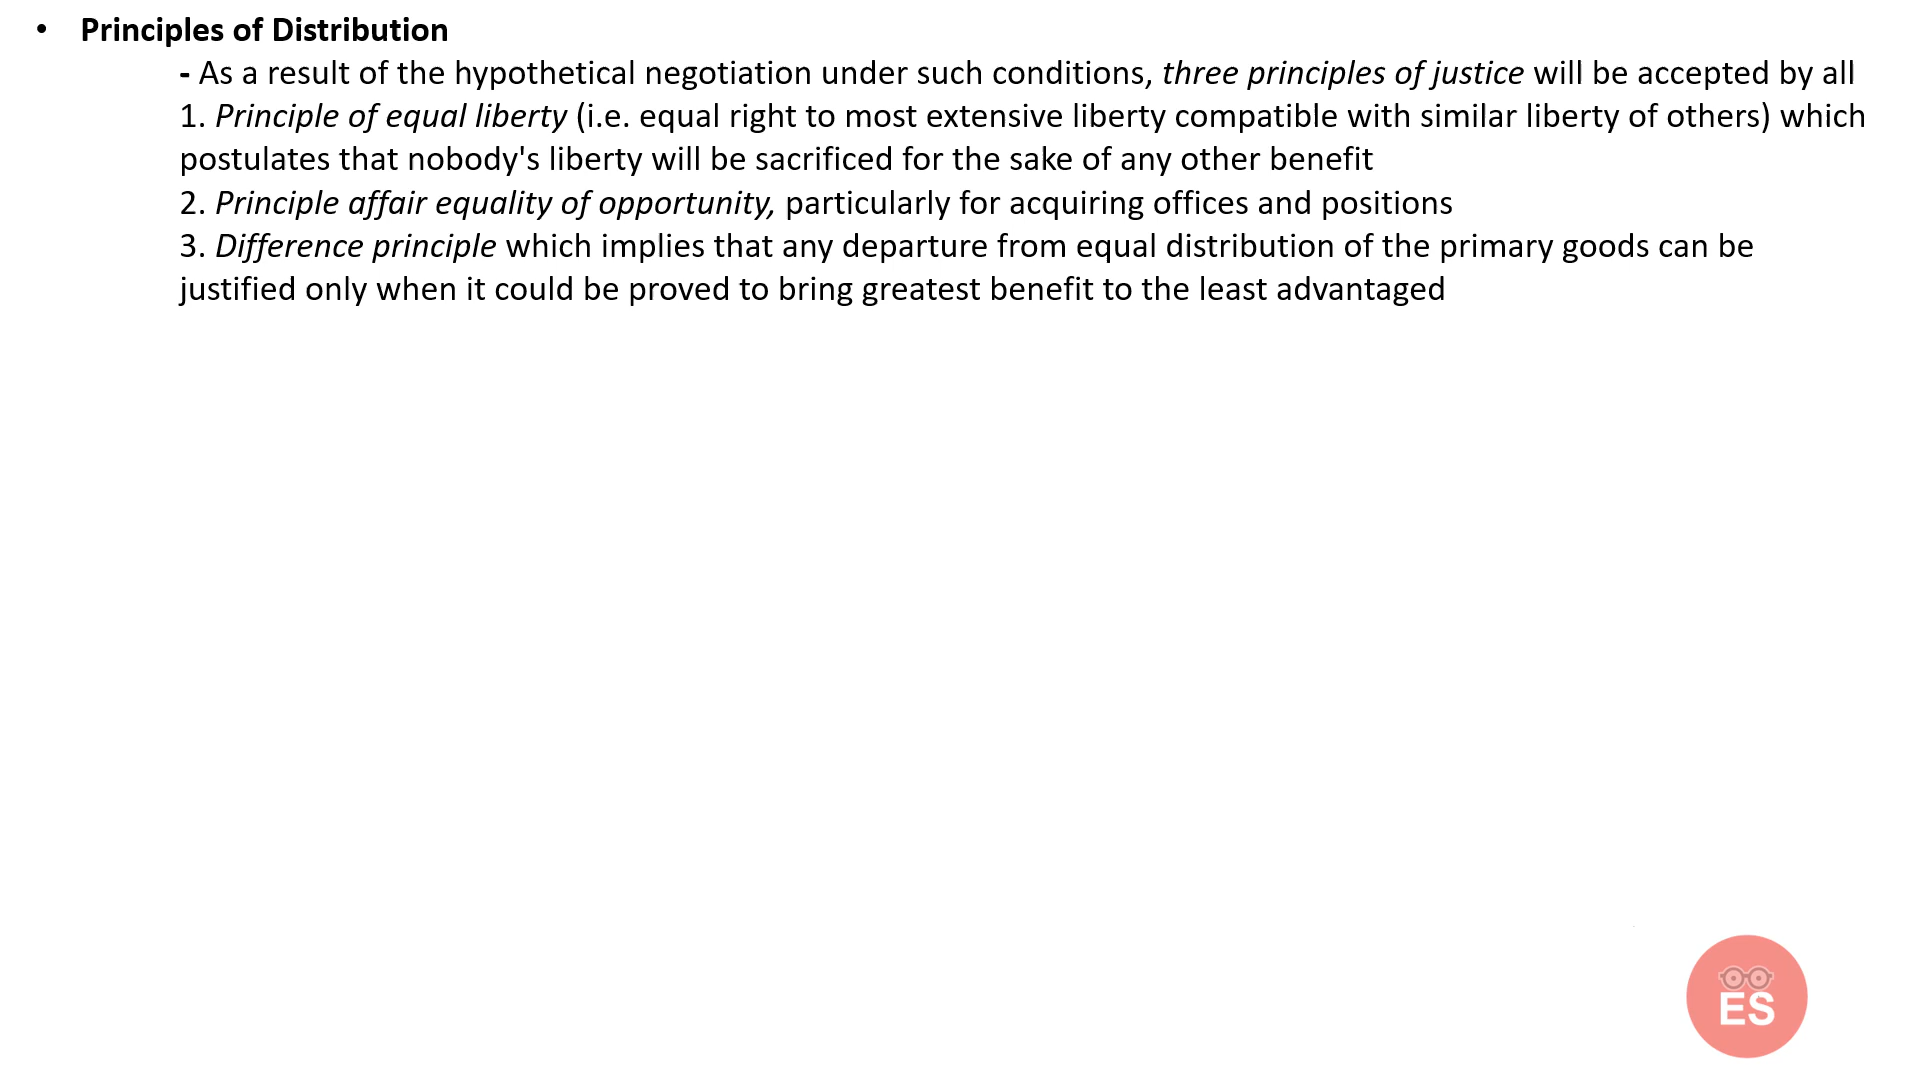 • Principles of Distribution
- As a result of the hypothetical negotiation under such conditions, three principles of justice will be accepted by all
1. Principle of equal liberty (i.e. equal right to most extensive liberty compatible with similar liberty of others) which
postulates that nobody's liberty will be sacrificed for the sake of any other benefit
2. Principle affair equality of opportunity, particularly for acquiring offices and positions
3. Difference principle which implies that any departure from equal distribution of the primary goods can be
justified only when it could be proved to bring greatest benefit to the least advantaged
ES